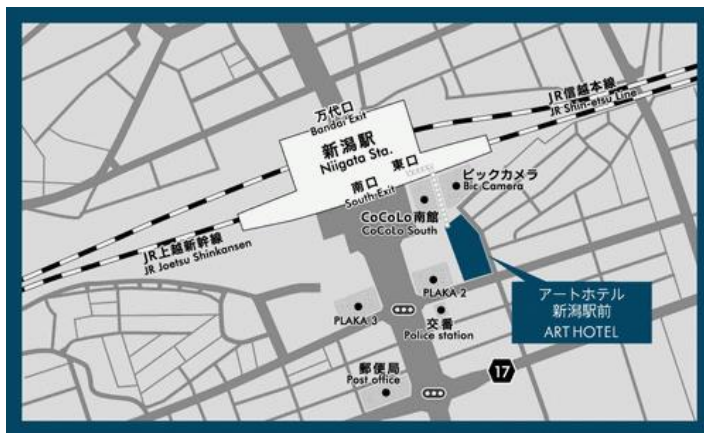 JR信越本線
JR Shin-etsu Line
万代口
Bandai Exit
新潟駅
Niigata Sta.
東口
南口
South Exit
ビックカメラ
Bic Camera
CoCoLo南館
CoCoLo South
JR上越新幹線
JR Joetsu Shinkansen
PLAKA 2
アートホテル
新潟駅前
ART HOTEL
PLAKA 3
交番
Police station
郵便局
Post office
17